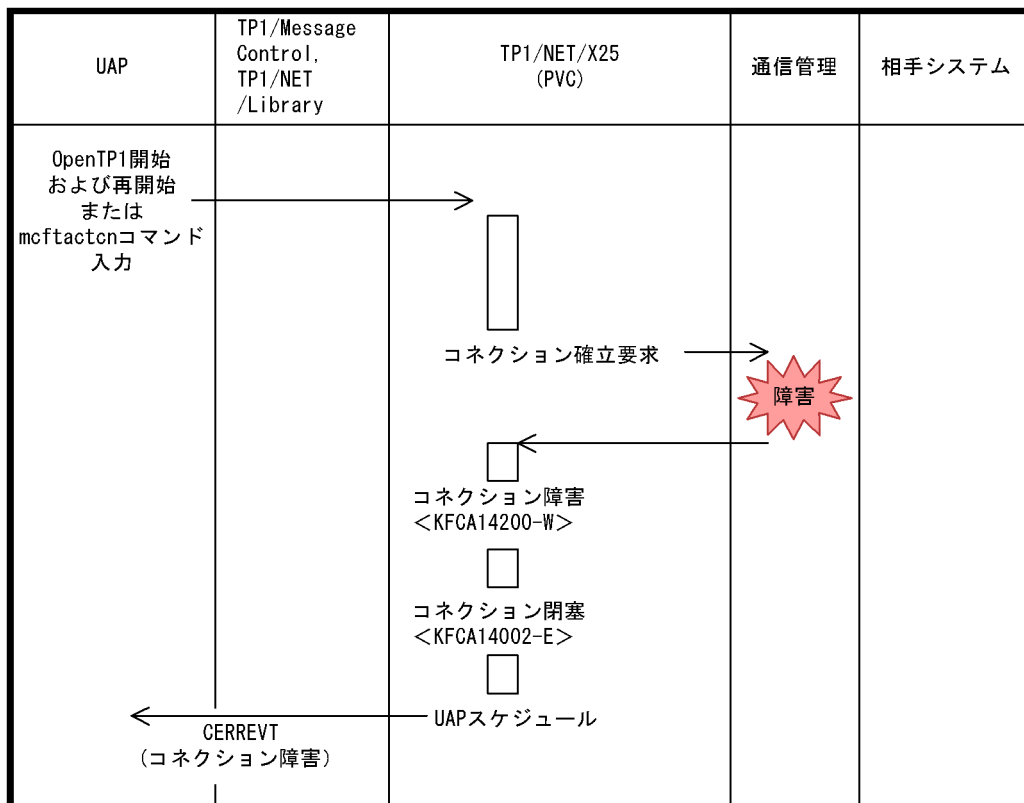 UAP
TP1/Message
Control,
TP1/NET
/Library
TP1/NET/X25
(PVC)
通信管理
相手システム
OpenTP1開始
および再開始
または
mcftactcnコマンド
入力
コネクション確立要求
障害
コネクション障害
＜KFCA14200-W＞
コネクション閉塞
＜KFCA14002-E＞
UAPスケジュール
CERREVT
(コネクション障害)